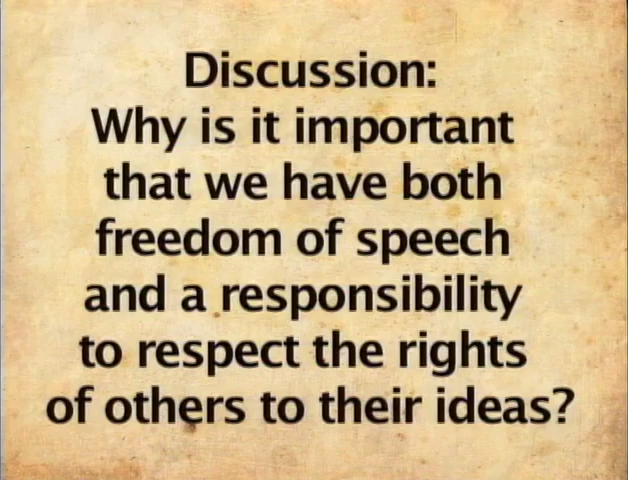 Discussion:
Why is it important
that we have both
freedom of speech
and a responsibility
to respect the rights
of others to their ideas?